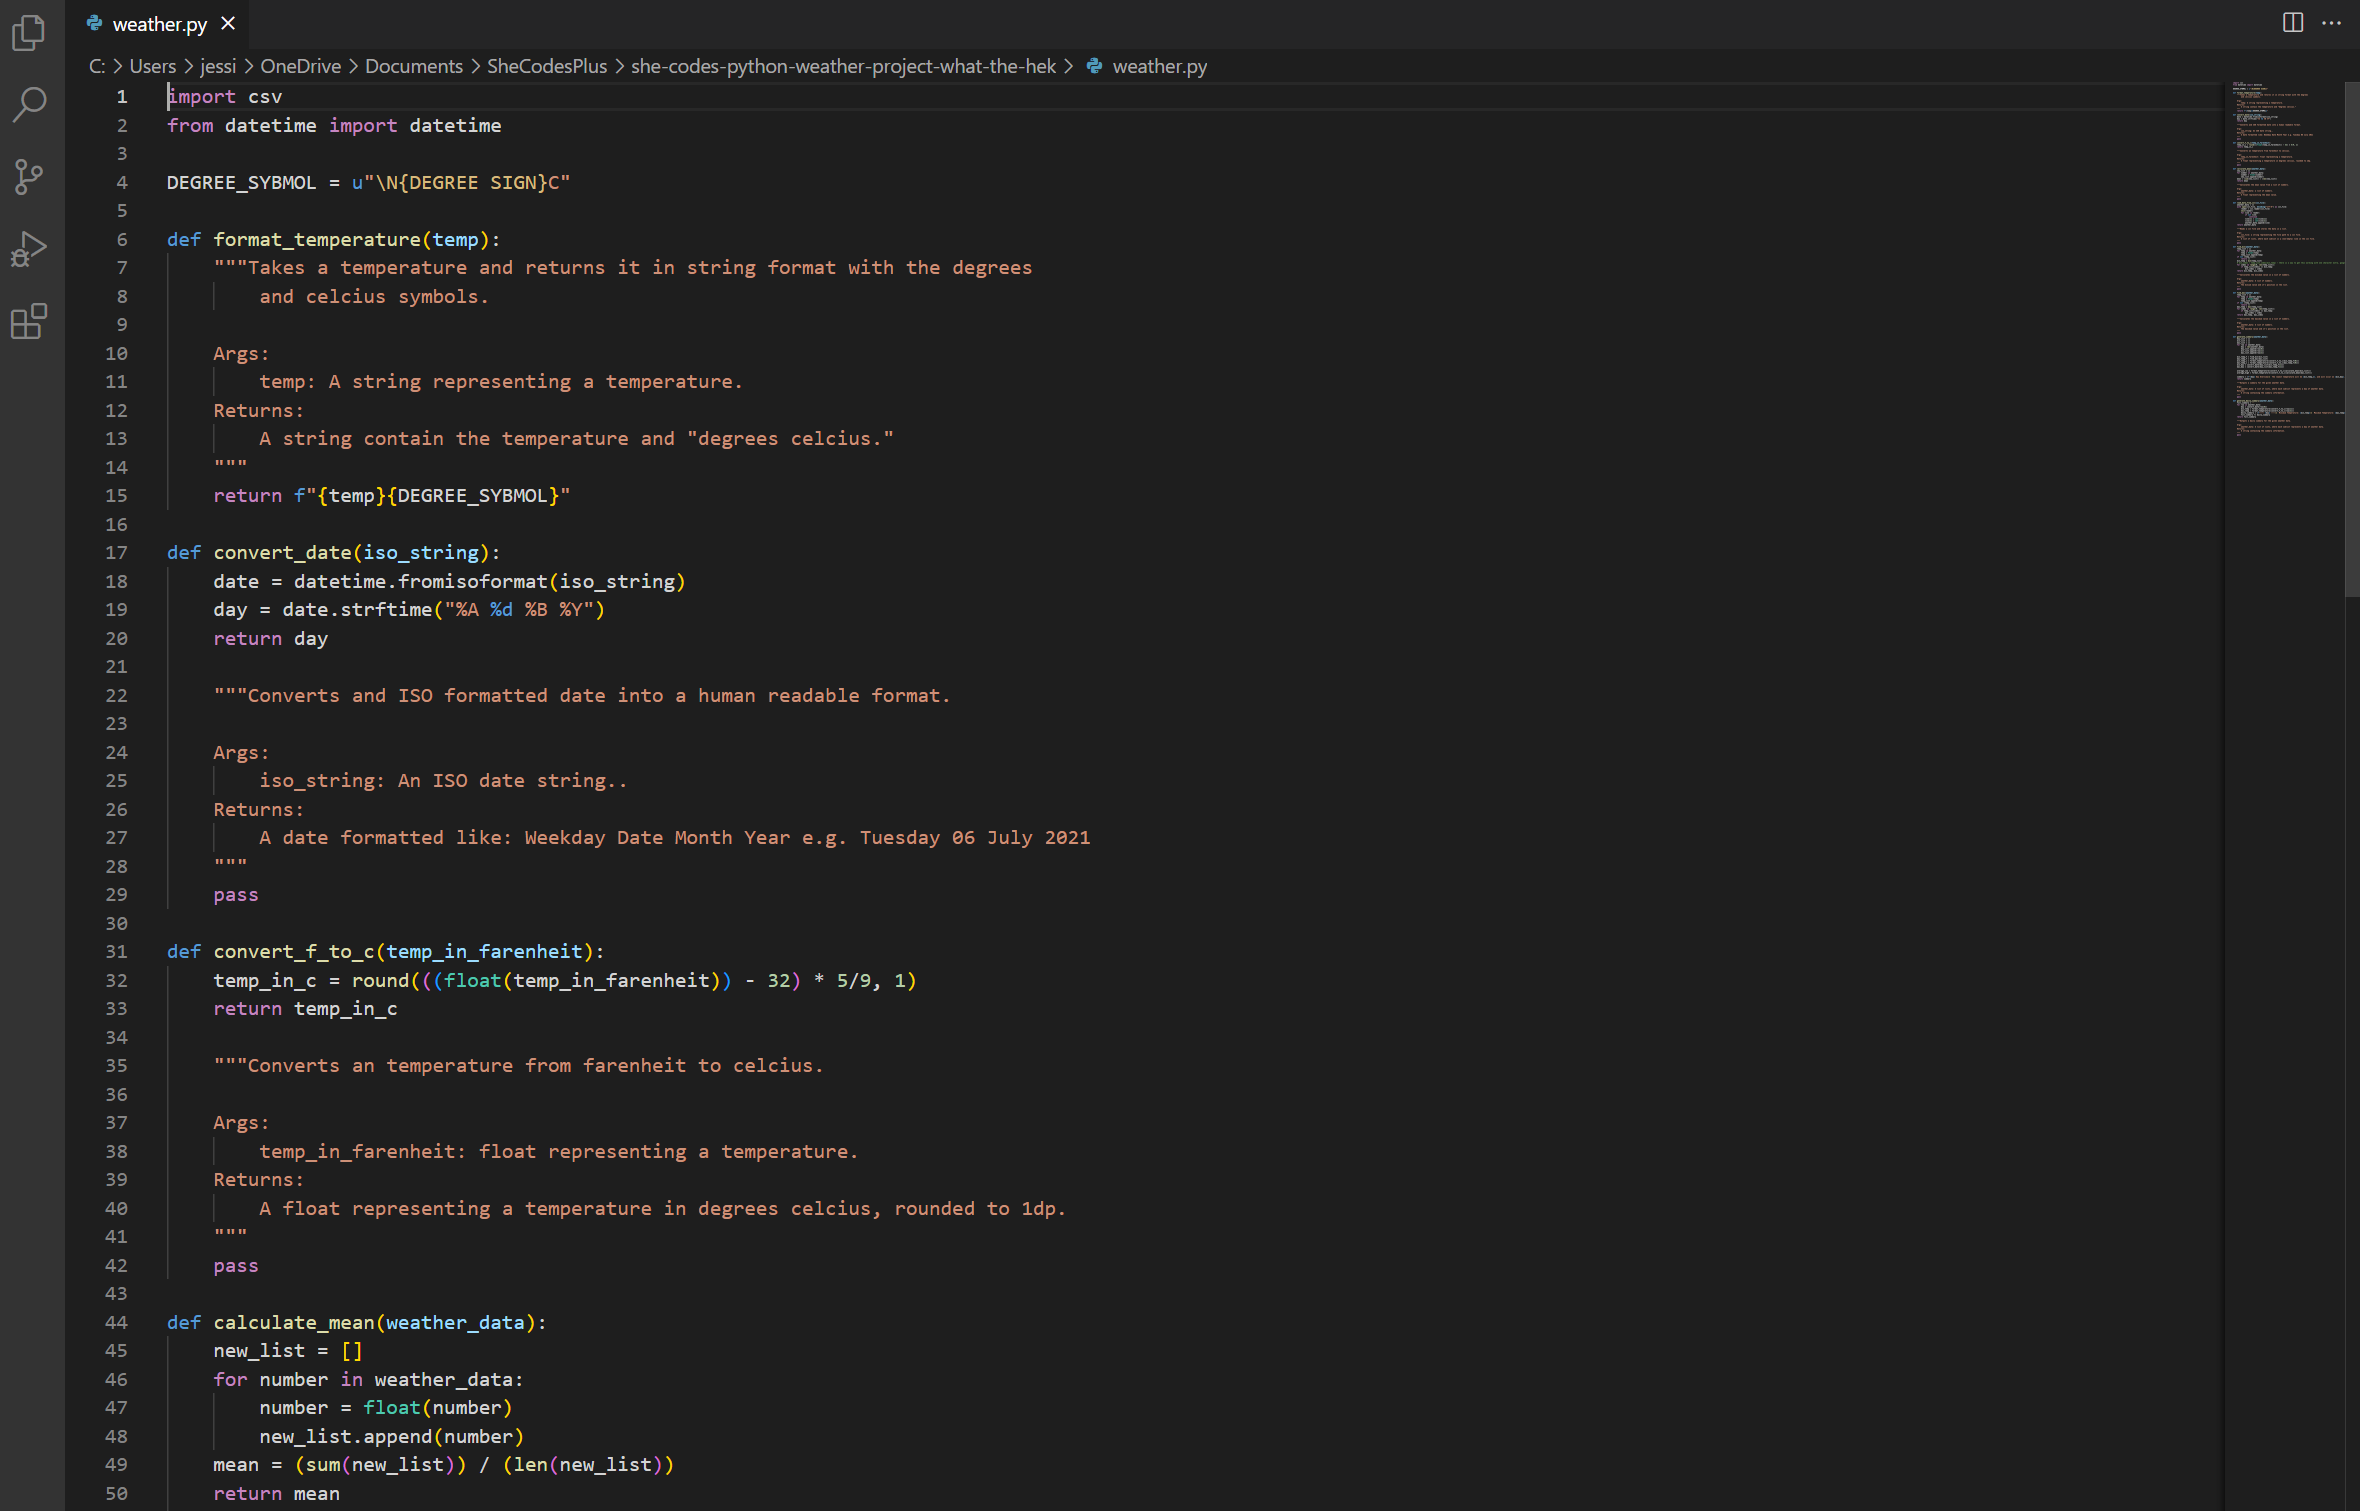 weather.py
C: > Users > jessi > OneDrive > Documents > SheCodesPlus > she-codes-python-weather-project-what-the-hek > weather.py
1 import csv
2 from datetime import datetime
3
4 DEGREE_SYBMOL = u"\N{DEGREE SIGN}C"
5
6 def format_temperature(temp):
7     """Takes a temperature and returns it in string format with the degrees
8         and celcius symbols.
9
10     Args:
11         temp: A string representing a temperature.
12     Returns:
13         A string contain the temperature and "degrees celcius."
14     """
15     return f"{temp}{DEGREE_SYBMOL}"
16
17 def convert_date(iso_string):
18     date = datetime.fromisoformat(iso_string)
19     day = date.strftime("%A %d %B %Y")
20     return day
21
22     """Converts and ISO formatted date into a human readable format.
23
24     Args:
25         iso_string: An ISO date string..
26     Returns:
27         A date formatted like: Weekday Date Month Year e.g. Tuesday 06 July 2021
28     """
29     pass
30
31 def convert_f_to_c(temp_in_farenheit):
32     temp_in_c = round(((float(temp_in_farenheit)) - 32) * 5/9, 1)
33     return temp_in_c
34
35     """Converts an temperature from farenheit to celcius.
36
37     Args:
38         temp_in_farenheit: float representing a temperature.
39     Returns:
40         A float representing a temperature in degrees celcius, rounded to 1dp.
41     """
42     pass
43
44 def calculate_mean(weather_data):
45     new_list = []
46     for number in weather_data:
47         number = float(number)
48         new_list.append(number)
49     mean = (sum(new_list)) / (len(new_list))
50     return mean